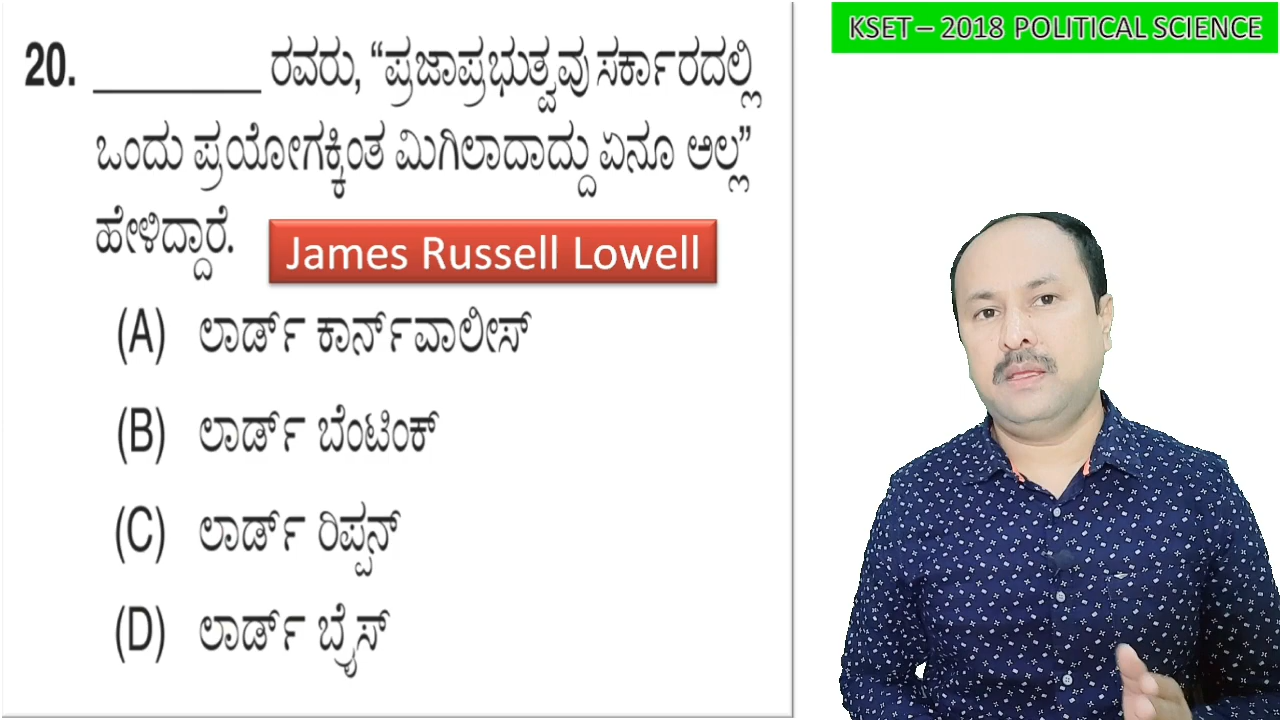 KSET – 2018 POLITICAL SCIENCE
20. ________ ರವರು, “ಪ್ರಜಾಪ್ರಭುತ್ವವು ಸರ್ಕಾರದಲ್ಲಿ
ಒಂದು ಪ್ರಯೋಗಕ್ಕಿಂತ ಮಿಗಿಲಾದಾದ್ದು ಏನೂ ಅಲ್ಲ”
ಹೇಳಿದ್ದಾರೆ.
James Russell Lowell
(A) ಲಾರ್ಡ್ ಕಾರ್ನ್‌ವಾಲೀಸ್
(B) ಲಾರ್ಡ್ ಬೆಂಟಿಂಕ್
(C) ಲಾರ್ಡ್ ರಿಪ್ಪನ್
(D) ಲಾರ್ಡ್ ಬ್ರೈಸ್